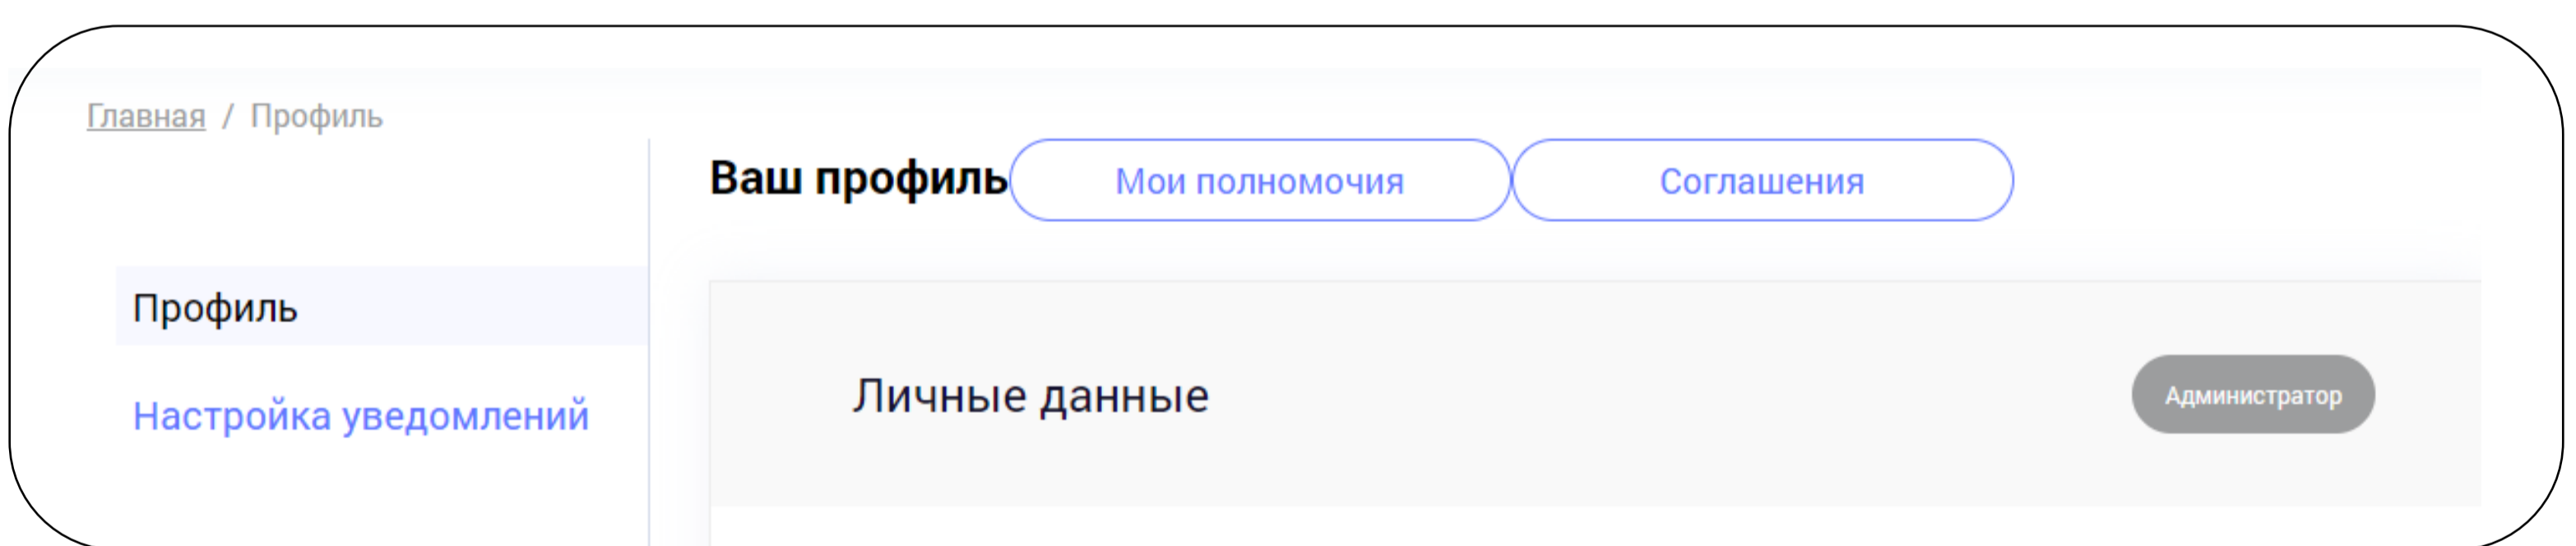 Главная / Профиль
Ваш профиль Мои полномочия Соглашения
Профиль
Настройка уведомлений
Личные данные Администратор